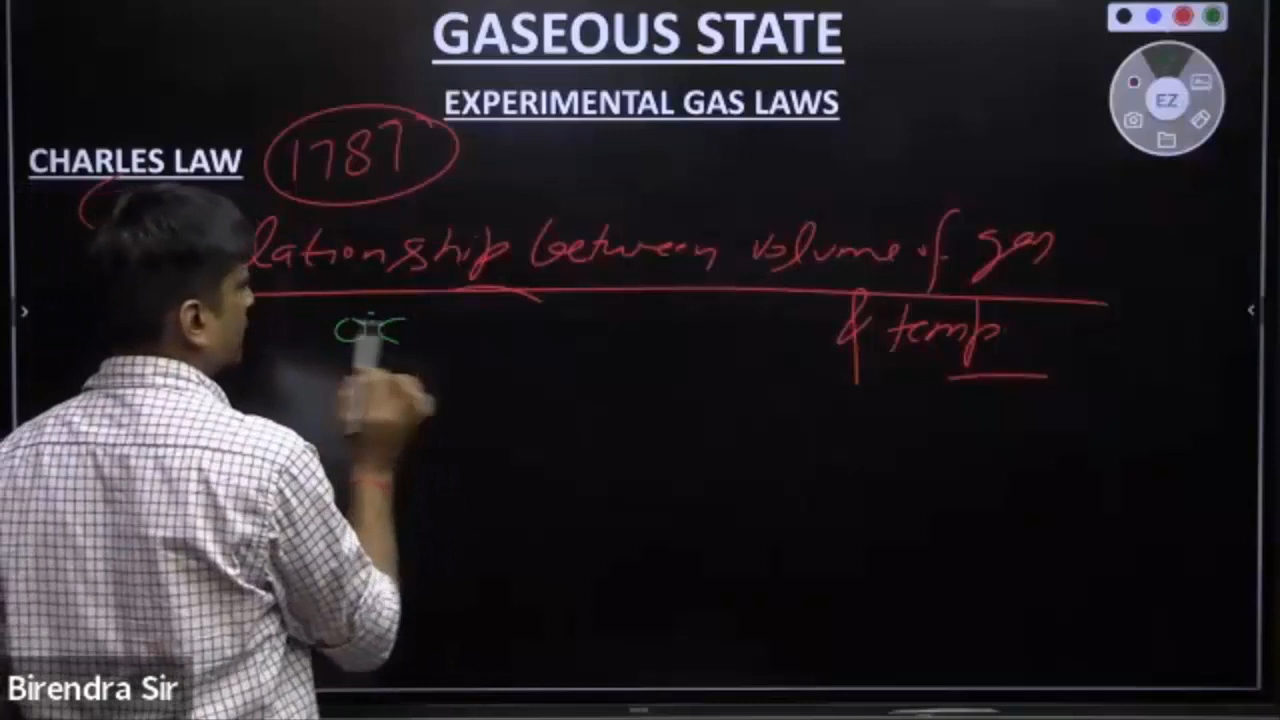 GASEOUS STATE
EXPERIMENTAL GAS LAWS
CHARLES LAW 1787
lationship between volume of gas
& temp
EZ
Birendra Sir